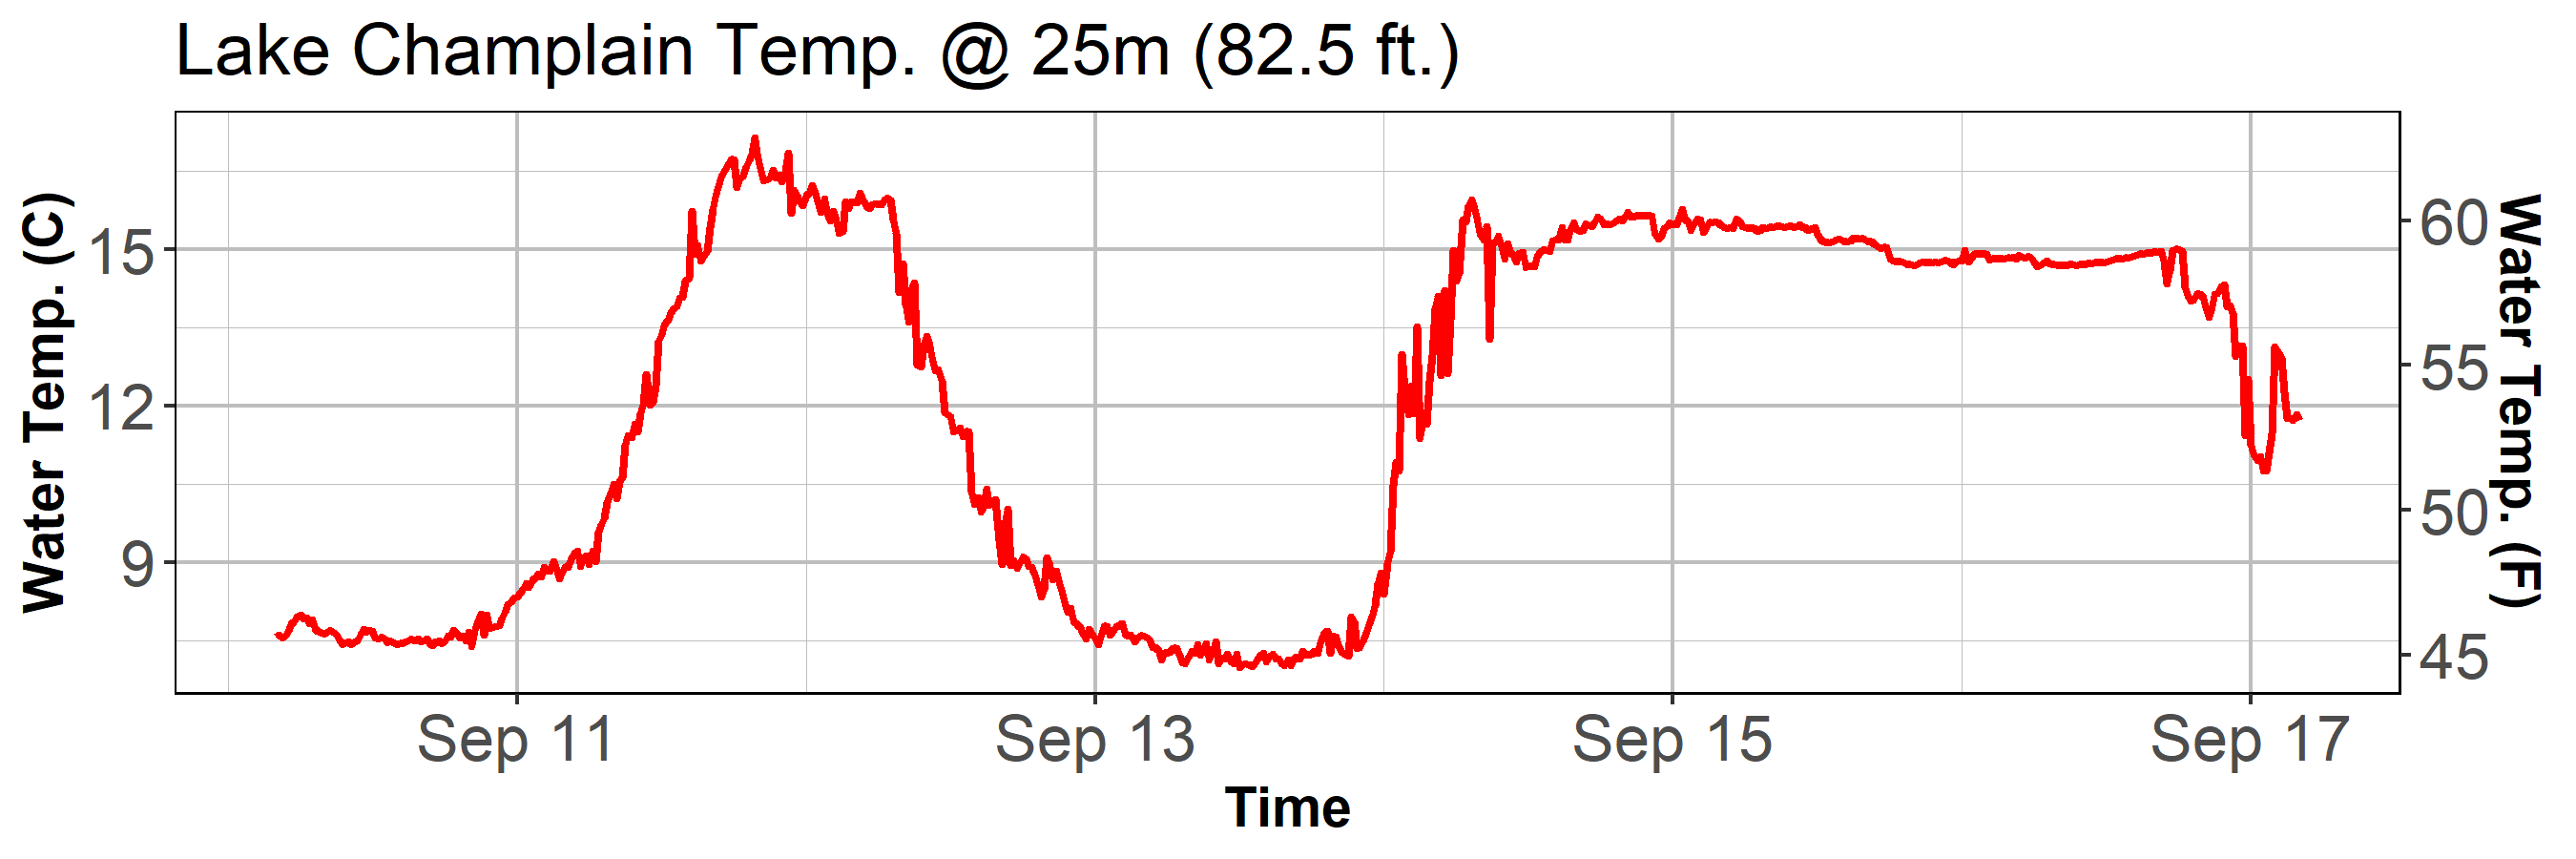 Lake Champlain Temp. @ 25m (82.5 ft.)
Water Temp. (C)
15
12
9
60
55
50
45
Water Temp. (F)
Sep 11
Sep 13
Sep 15
Sep 17
Time